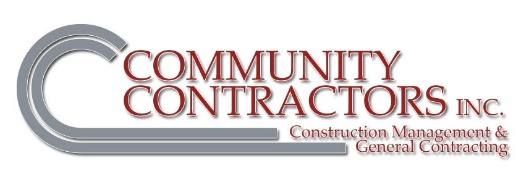 COMMUNITY
CONTRACTORS INC.
Construction Management &
General Contracting